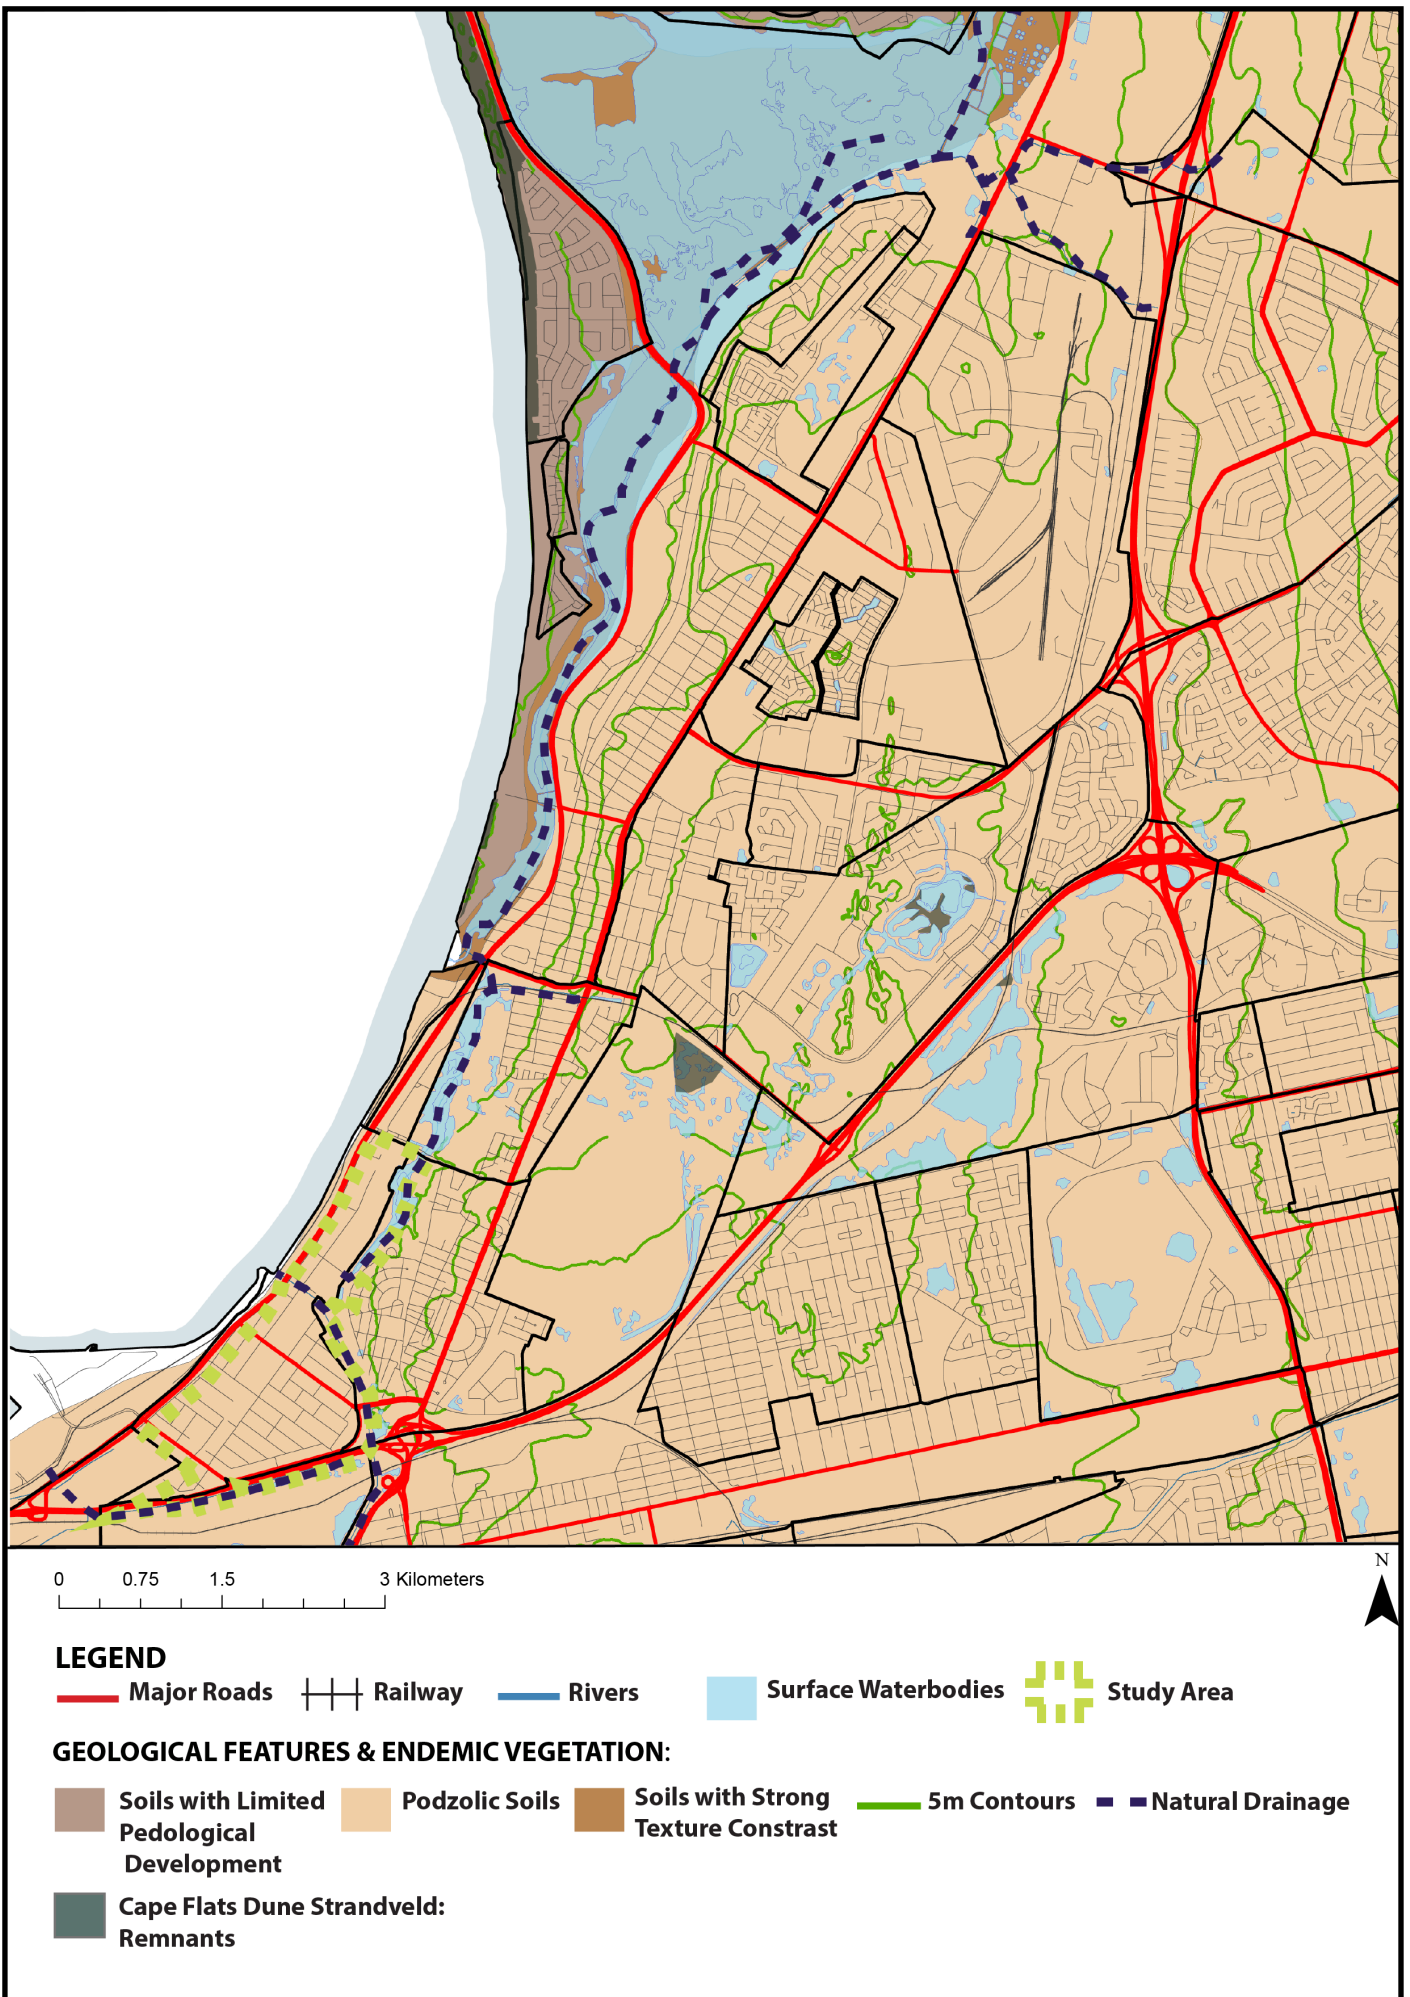 0 0.75 1.5 3 Kilometers
N
LEGEND
Major Roads Railway Rivers Surface Waterbodies Study Area
GEOLOGICAL FEATURES & ENDEMIC VEGETATION:
Soils with Limited Podzolic Soils Soils with Strong 5m Contours Natural Drainage
Pedological Texture Constrast
Development
Cape Flats Dune Strandveld:
Remnants